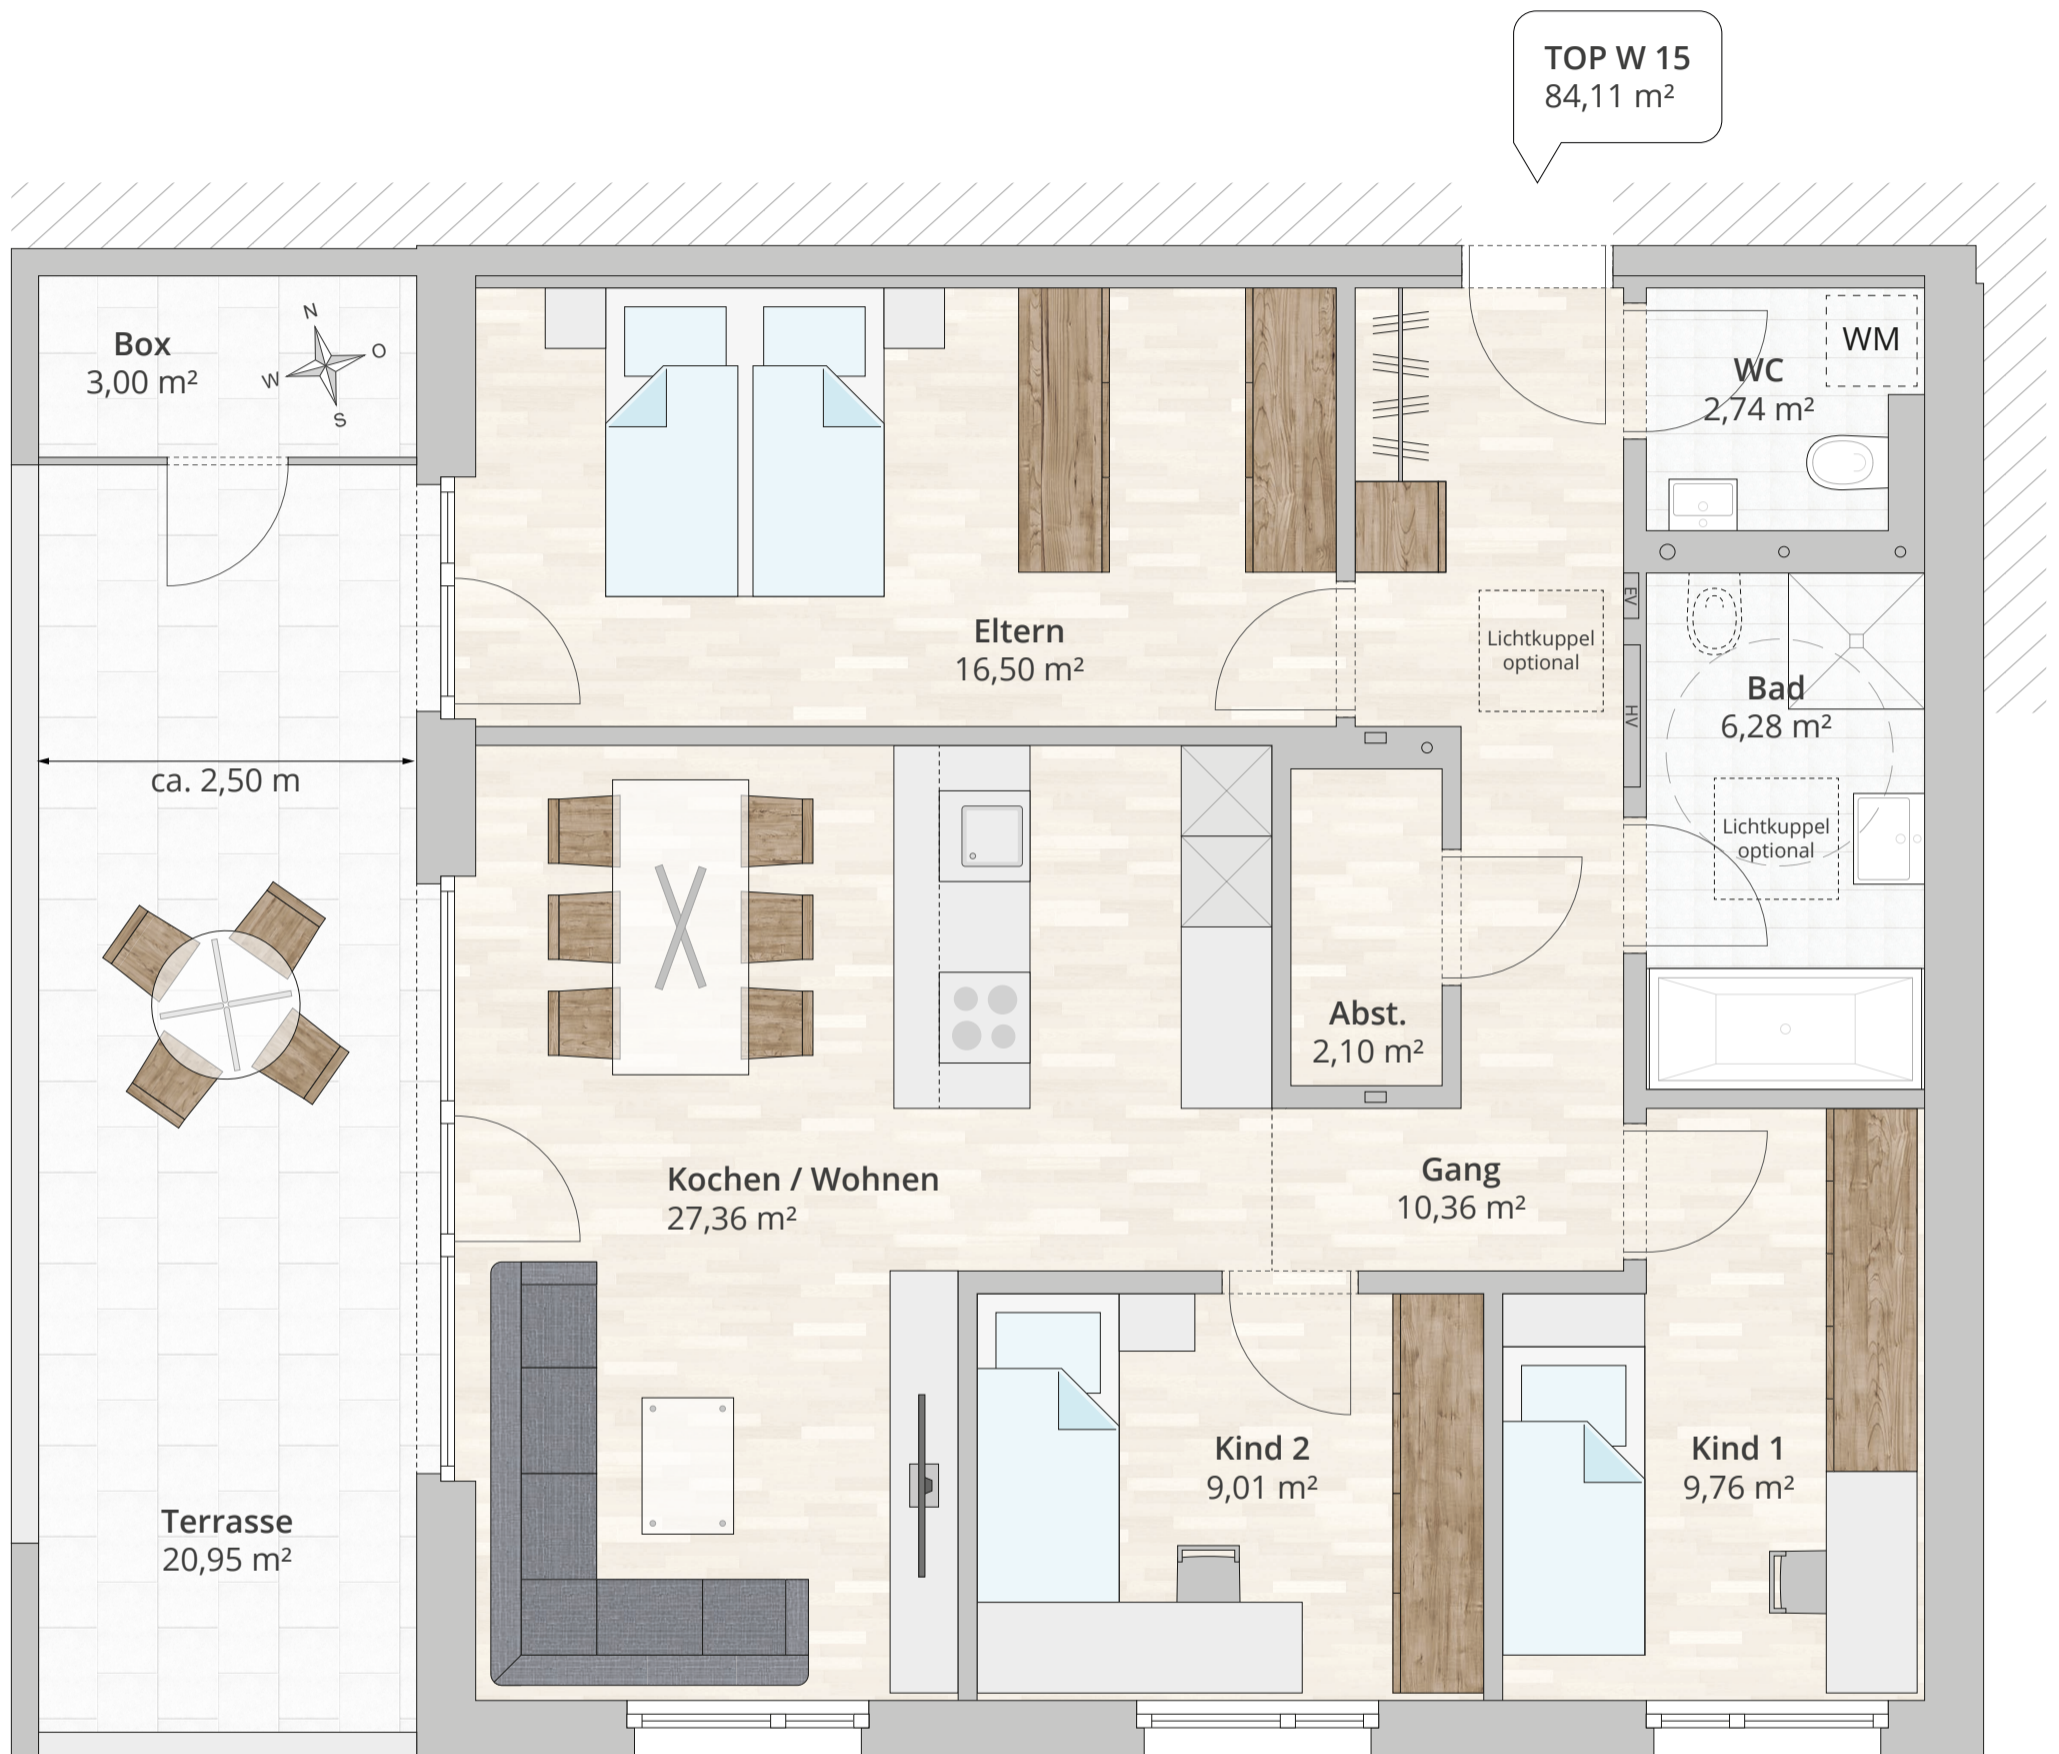 TOP W 15
84,11 m²
Box
3,00 m²
N
O
W
S
WM
WC
2,74 m²
Eltern
16,50 m²
Lichtkuppel
optional
EV
HV
Bad
6,28 m²
ca. 2,50 m
Lichtkuppel
optional
Abst.
2,10 m²
Kochen / Wohnen
27,36 m²
Gang
10,36 m²
Kind 2
9,01 m²
Kind 1
9,76 m²
Terrasse
20,95 m²